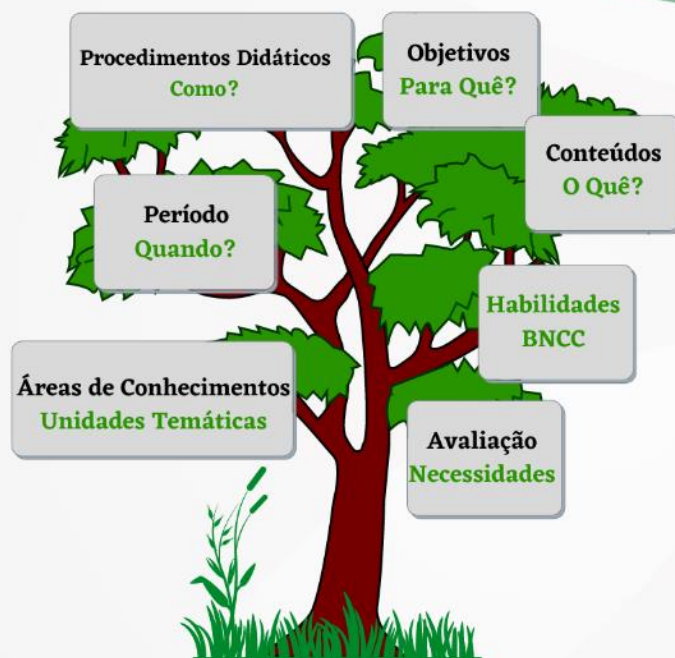 Procedimentos Didáticos
Como?
Objetivos
Para Quê?
Conteúdos
O Quê?
Período
Quando?
Habilidades
BNCC
Áreas de Conhecimentos
Unidades Temáticas
Avaliação
Necessidades